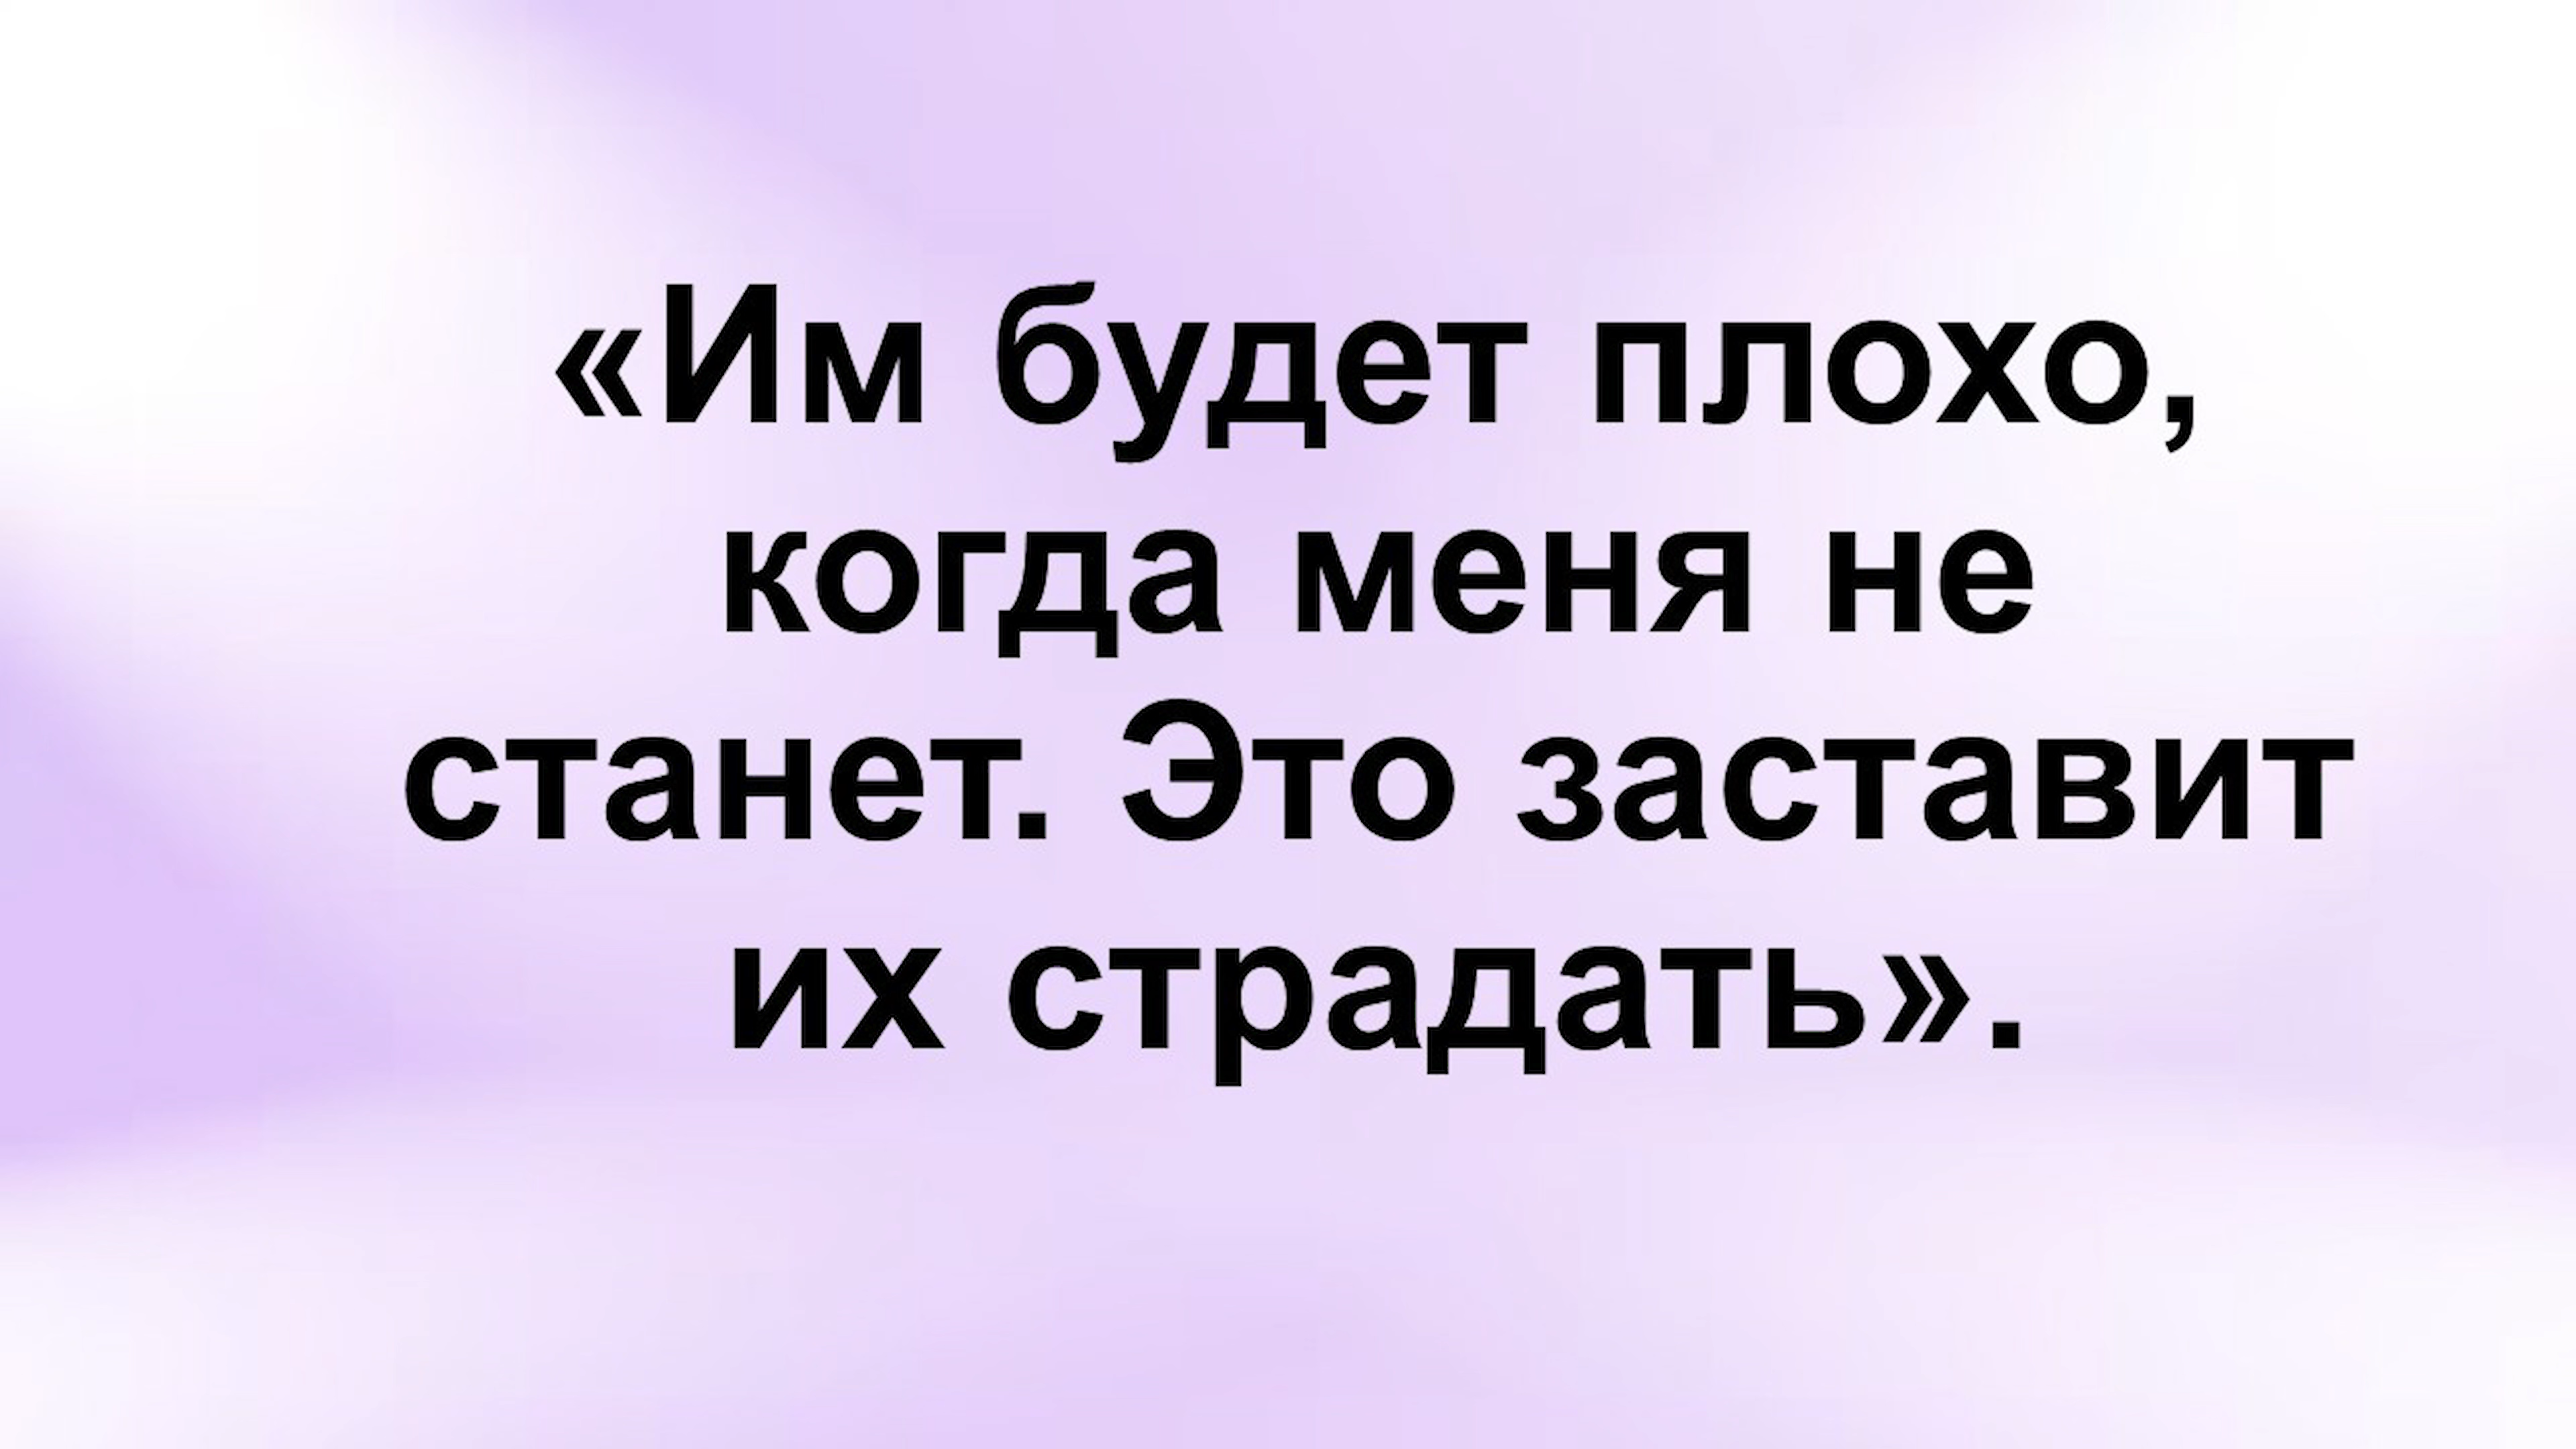 «Им будет плохо,
когда меня не
станет. Это заставит
их страдать».